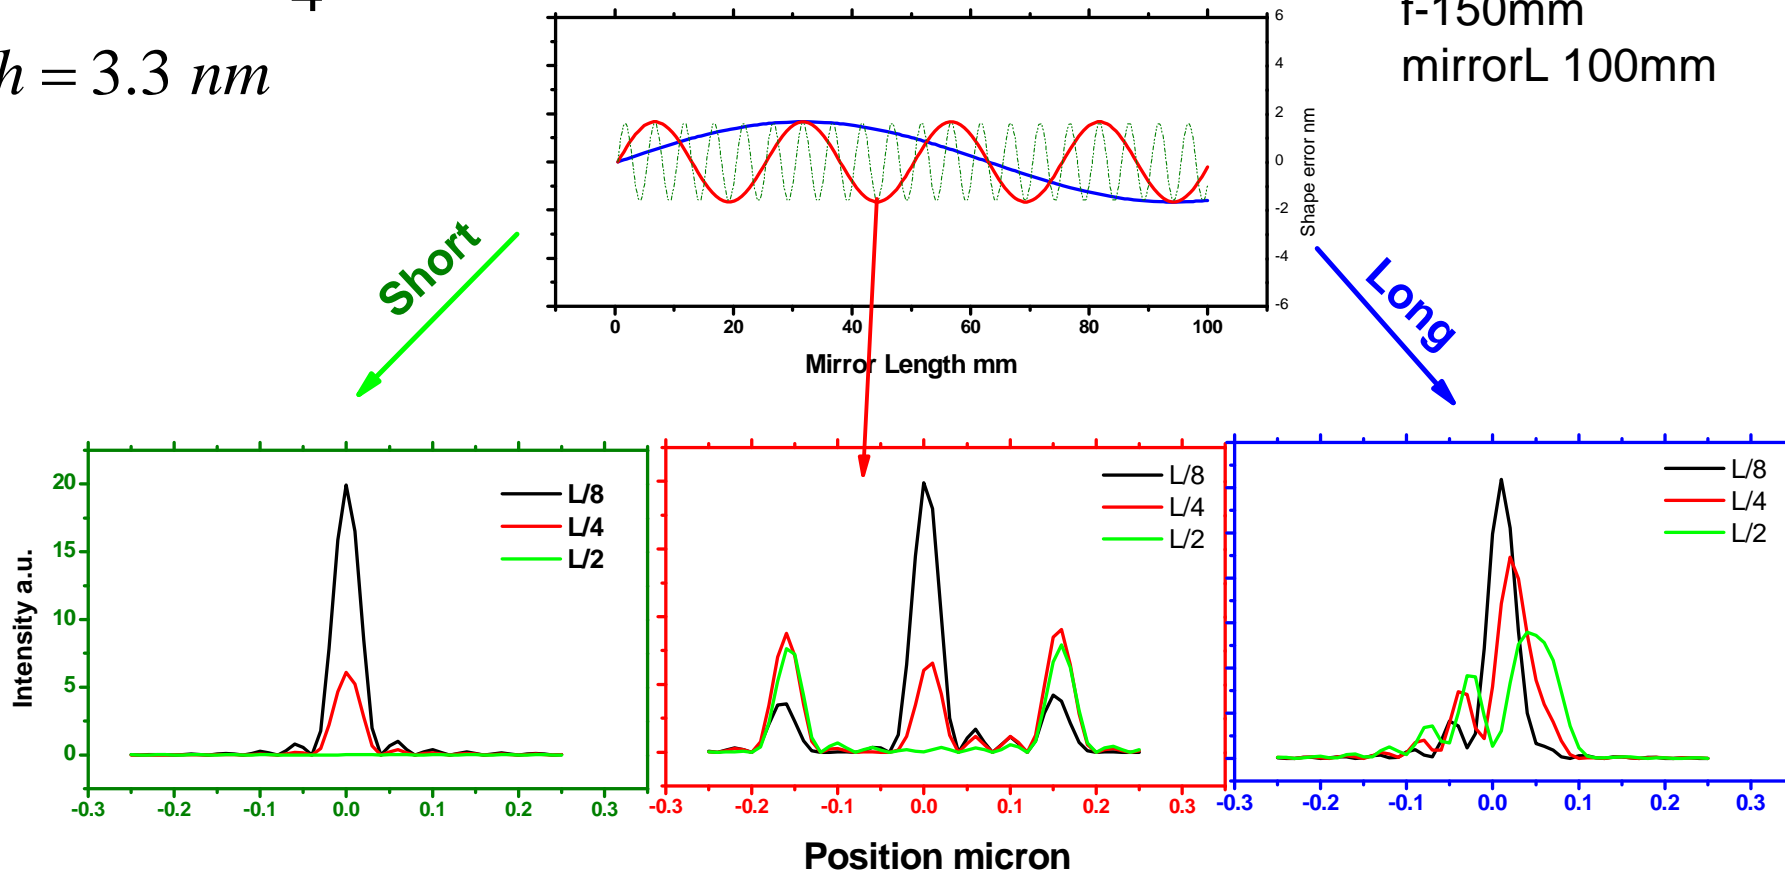 4
h = 3.3 nm
f-150mm
mirrorL 100mm
6
4
2
0
-2
-4
-6
Shape error nm
0 20 40 60 80 100
Mirror Length mm
Short
Long
20
15
10
5
0
Intensity a.u.
L/8
L/4
L/2
-0.3 -0.2 -0.1 0.0 0.1 0.2 0.3
L/8
L/4
L/2
-0.3 -0.2 -0.1 0.0 0.1 0.2 0.3
L/8
L/4
L/2
-0.3 -0.2 -0.1 0.0 0.1 0.2 0.3
Position micron